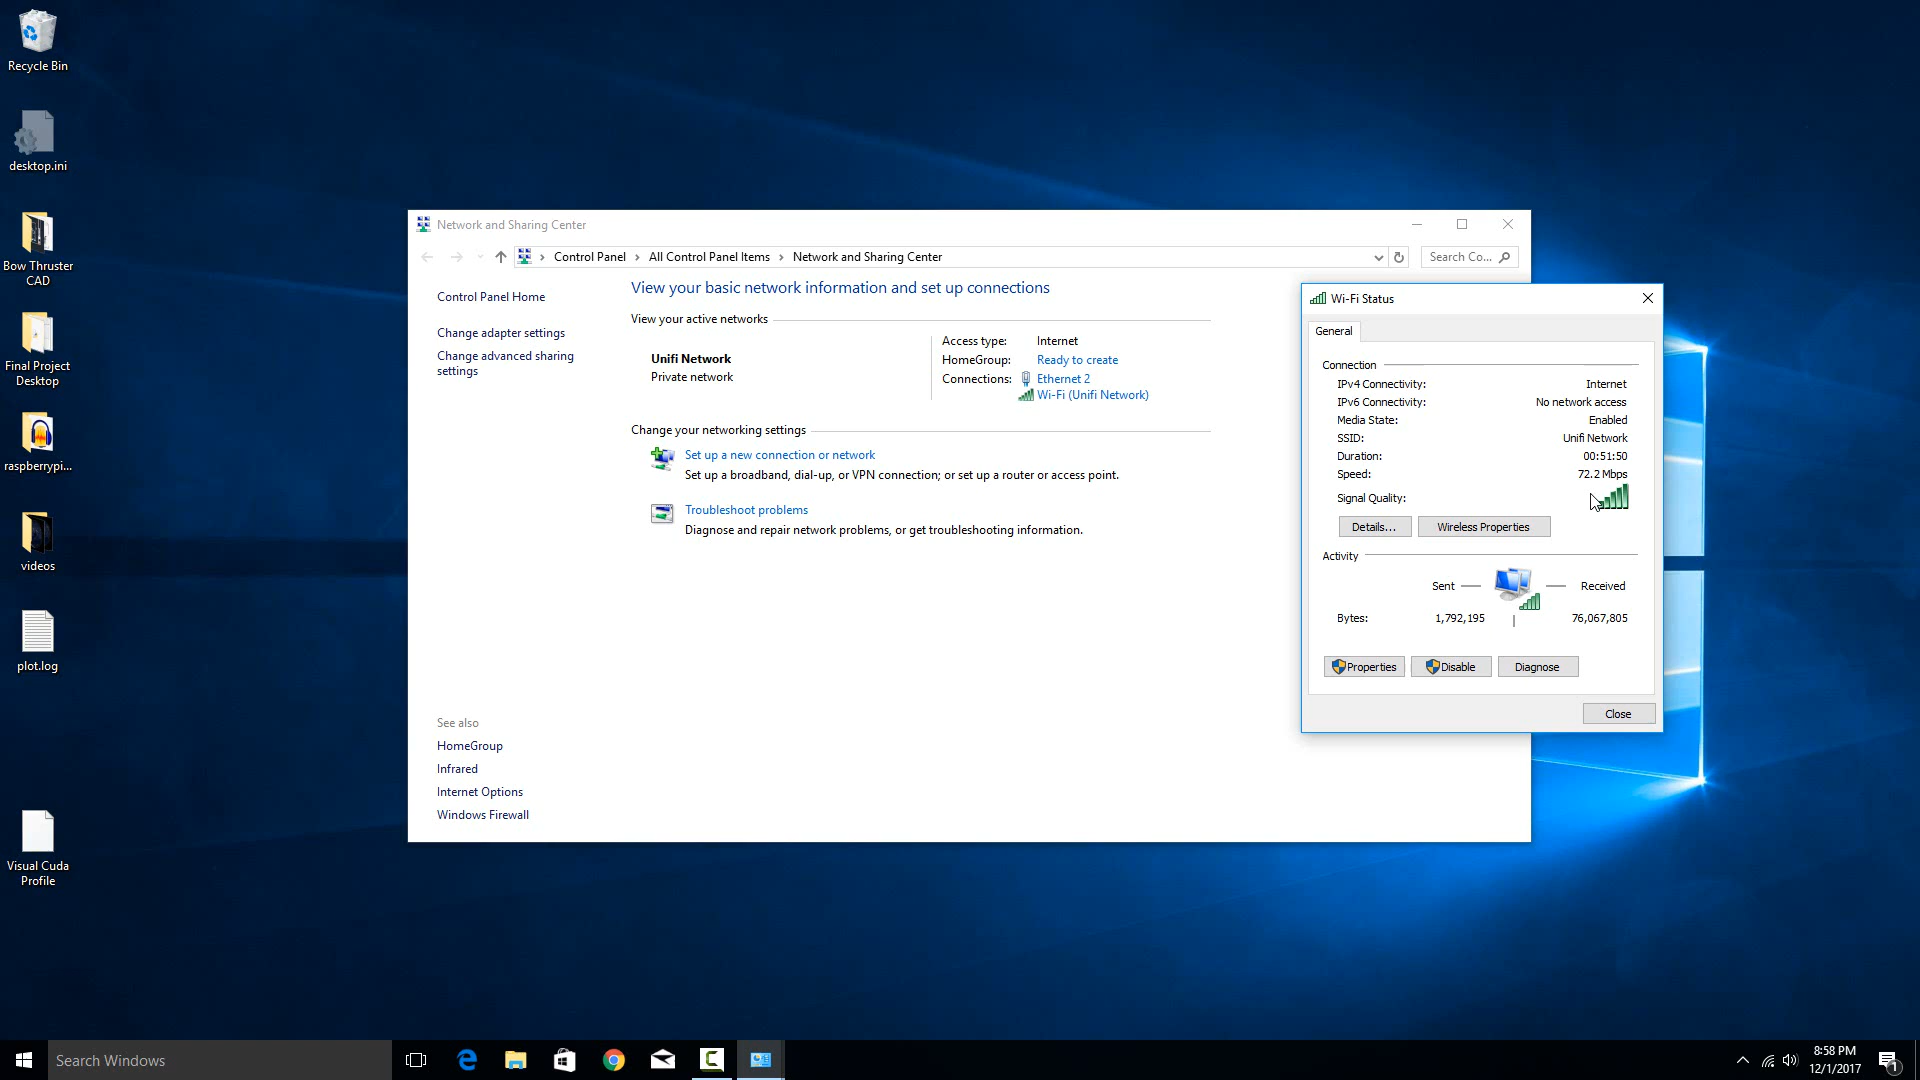 Recycle Bin
desktop.ini
Bow Thruster
CAD
Final Project
Desktop
raspberrypi...
videos
plot.log
Visual Cuda
Profile
Network and Sharing Center
Control Panel > All Control Panel Items > Network and Sharing Center
Search Co...
Control Panel Home
Change adapter settings
Change advanced sharing
settings
See also
HomeGroup
Infrared
Internet Options
Windows Firewall
View your basic network information and set up connections
View your active networks
Unifi Network
Private network
Access type: Internet
HomeGroup: Ready to create
Connections: Ethernet 2
Wi-Fi (Unifi Network)
Change your networking settings
Set up a new connection or network
Set up a broadband, dial-up, or VPN connection; or set up a router or access point.
Troubleshoot problems
Diagnose and repair network problems, or get troubleshooting information.
Wi-Fi Status
General
Connection
IPv4 Connectivity: Internet
IPv6 Connectivity: No network access
Media State: Enabled
SSID: Unifi Network
Duration: 00:51:50
Speed: 72.2 Mbps
Signal Quality:
Details... Wireless Properties
Activity
Sent Received
Bytes: 1,792,195 76,067,805
Properties Disable Diagnose
Close
Search Windows
8:58 PM
12/1/2017
1